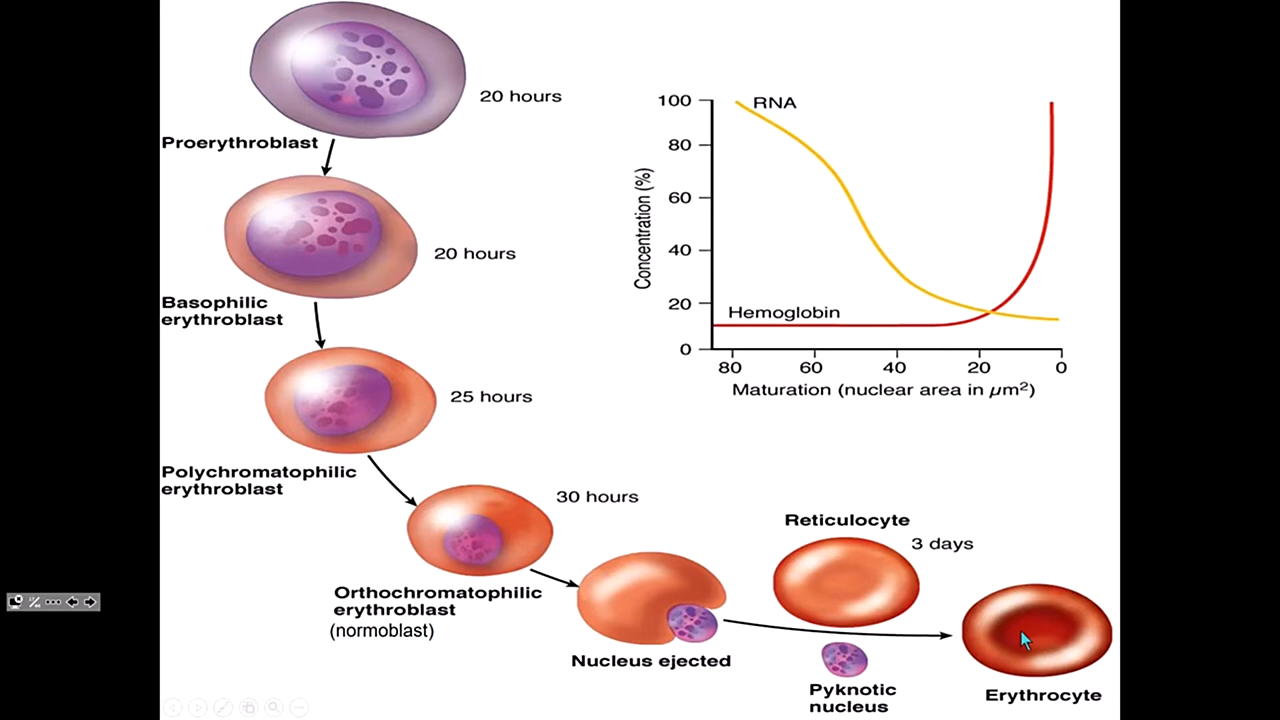 20 hours
Proerythroblast
20 hours
Basophilic
erythroblast
25 hours
Polychromatophilic
erythroblast
30 hours
Orthochromatophilic
erythroblast
(normoblast)
Nucleus ejected
Reticulocyte
3 days
Pyknotic
nucleus
Erythrocyte
Concentration (%)
100
80
60
40
20
0
RNA
Hemoglobin
80 60 40 20 0
Maturation (nuclear area in μm²)